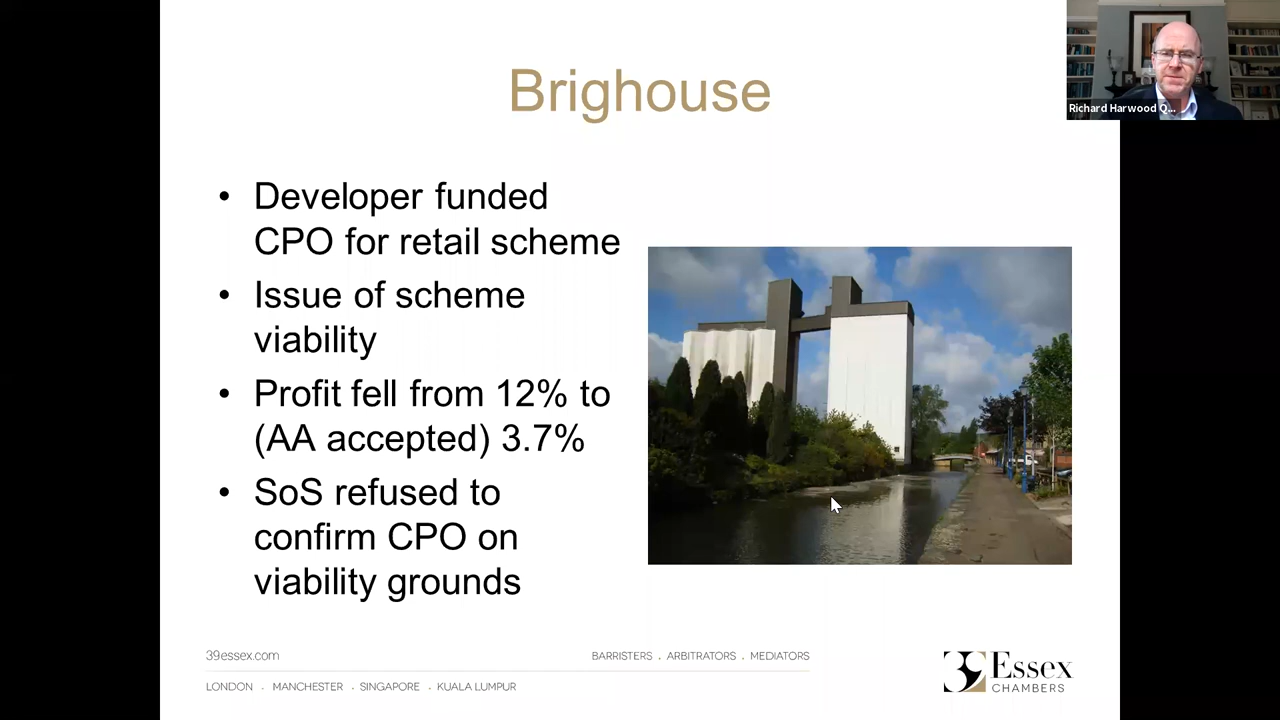 Brighouse
Richard Harwood Q...
• Developer funded
CPO for retail scheme
• Issue of scheme
viability
• Profit fell from 12% to
(AA accepted) 3.7%
• SoS refused to
confirm CPO on
viability grounds
39essex.com
BARRISTERS . ARBITRATORS . MEDIATORS
LONDON . MANCHESTER . SINGAPORE . KUALA LUMPUR
39 Essex
CHAMBERS